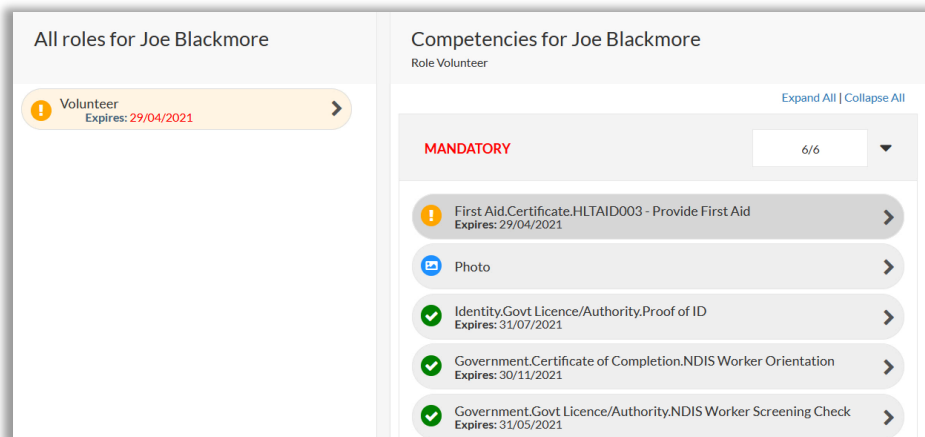 All roles for Joe Blackmore
Volunteer
Expires: 29/04/2021
Competencies for Joe Blackmore
Role Volunteer
Expand All | Collapse All
MANDATORY
6/6
First Aid.Certificate.HLTAID003 - Provide First Aid
Expires: 29/04/2021
Photo
Identity.Govt Licence/Authority.Proof of ID
Expires: 31/07/2021
Government.Certificate of Completion.NDIS Worker Orientation
Expires: 30/11/2021
Government.Govt Licence/Authority.NDIS Worker Screening Check
Expires: 31/05/2021